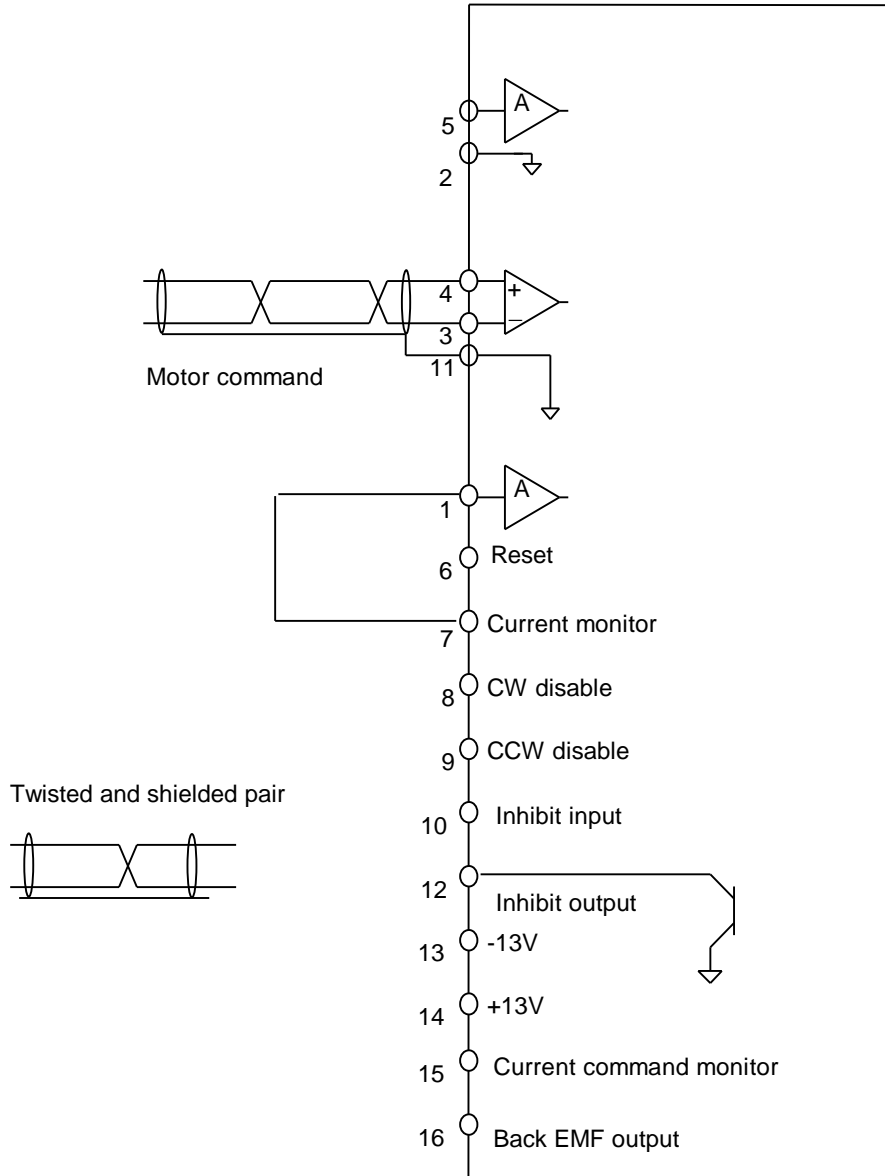 A
5
2
4
+
3
_
11
Motor command
A
1
Reset
6
Current monitor
7
CW disable
8
CCW disable
9
Twisted and shielded pair
Inhibit input
10
12
Inhibit output
-13V
13
+13V
14
Current command monitor
15
Back EMF output
16